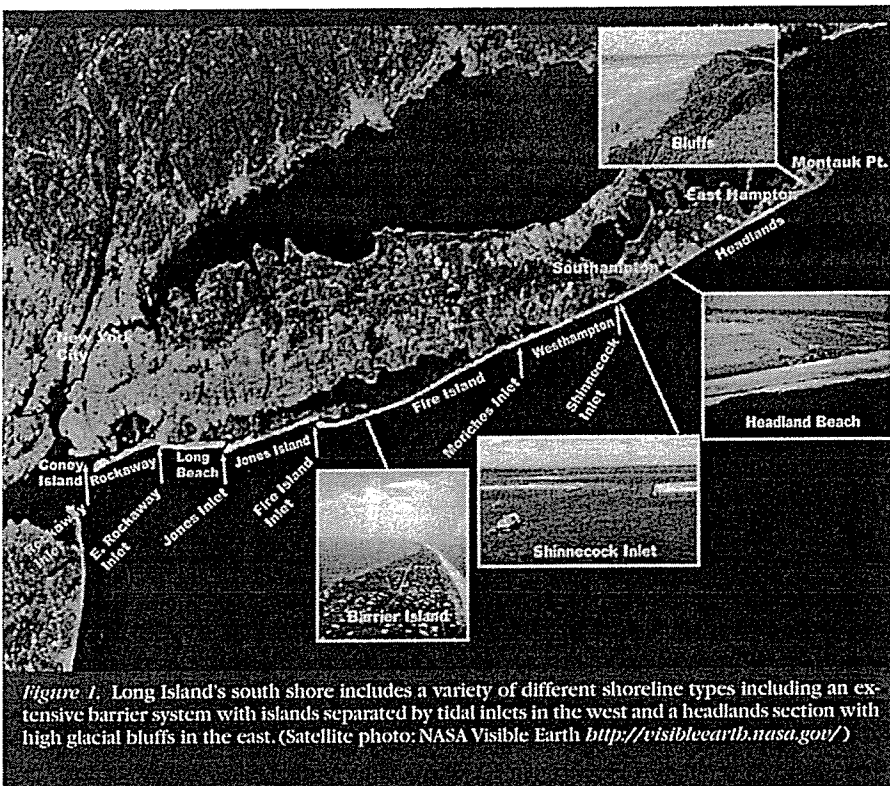 Bluffs
Montauk Pt.
East Hampton
Headlands
Southampton
New York
City
Westhampton
Shinnecock
Inlet
Headland Beach
Fire Island
Moriches Inlet
Coney
Island
Rockaway
Long
Beach
Jones Island
Rockaway
Inlet
E. Rockaway
Inlet
Jones Inlet
Fire Island
Inlet
Shinnecock Inlet
Barrier Island
Figure 1. Long Island's south shore includes a variety of different shoreline types including an ex-
tensive barrier system with islands separated by tidal inlets in the west and a headlands section with
high glacial bluffs in the east. (Satellite photo: NASA Visible Earth http://visibleearth.nasa.gov/)